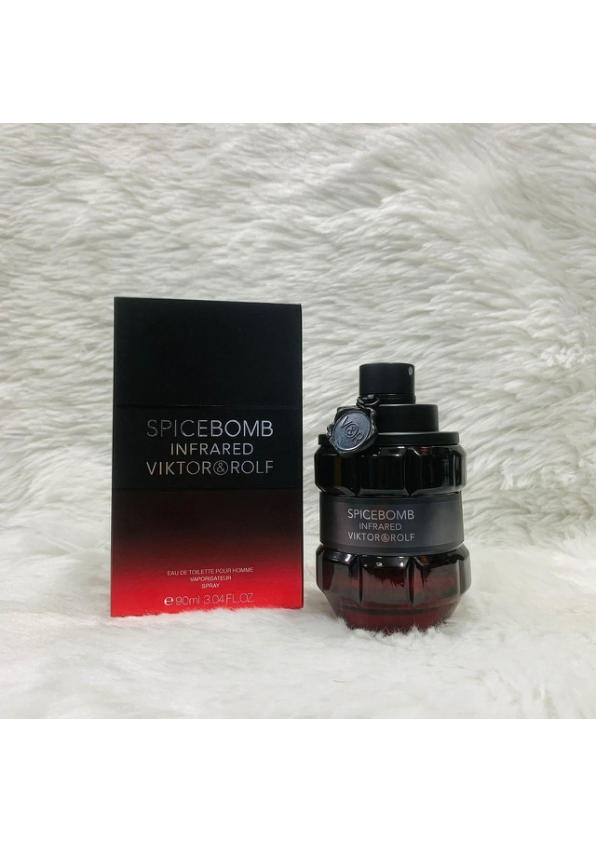 SPICEBOMB
INFRARED
VIKTOR&ROLF
EAU DE TOILETTE POUR HOMME
VAPORISATEUR
SPRAY
e 90ml 3.04 FL.OZ.
V&R
SPICEBOMB
INFRARED
VIKTOR&ROLF